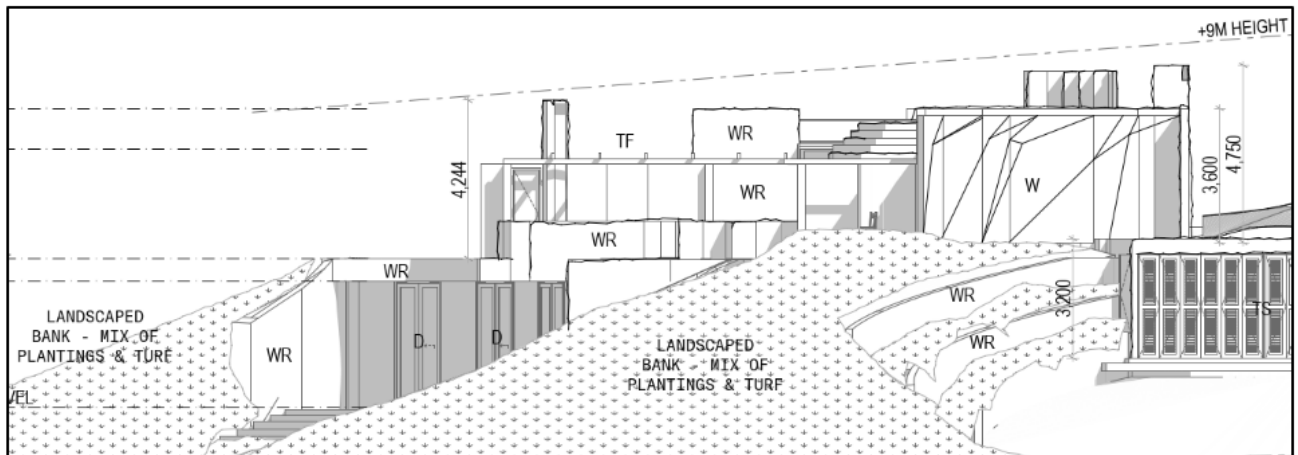 +9M HEIGHT
WR
TF
4,244
WR
3,600
4,750
W
WR
WR
LANDSCAPED
BANK - MIX OF
PLANTINGS & TURF
WR
D
D
WR
3,200
WR
TS
LANDSCAPED
BANK - MIX OF
PLANTINGS & TURF
VEL